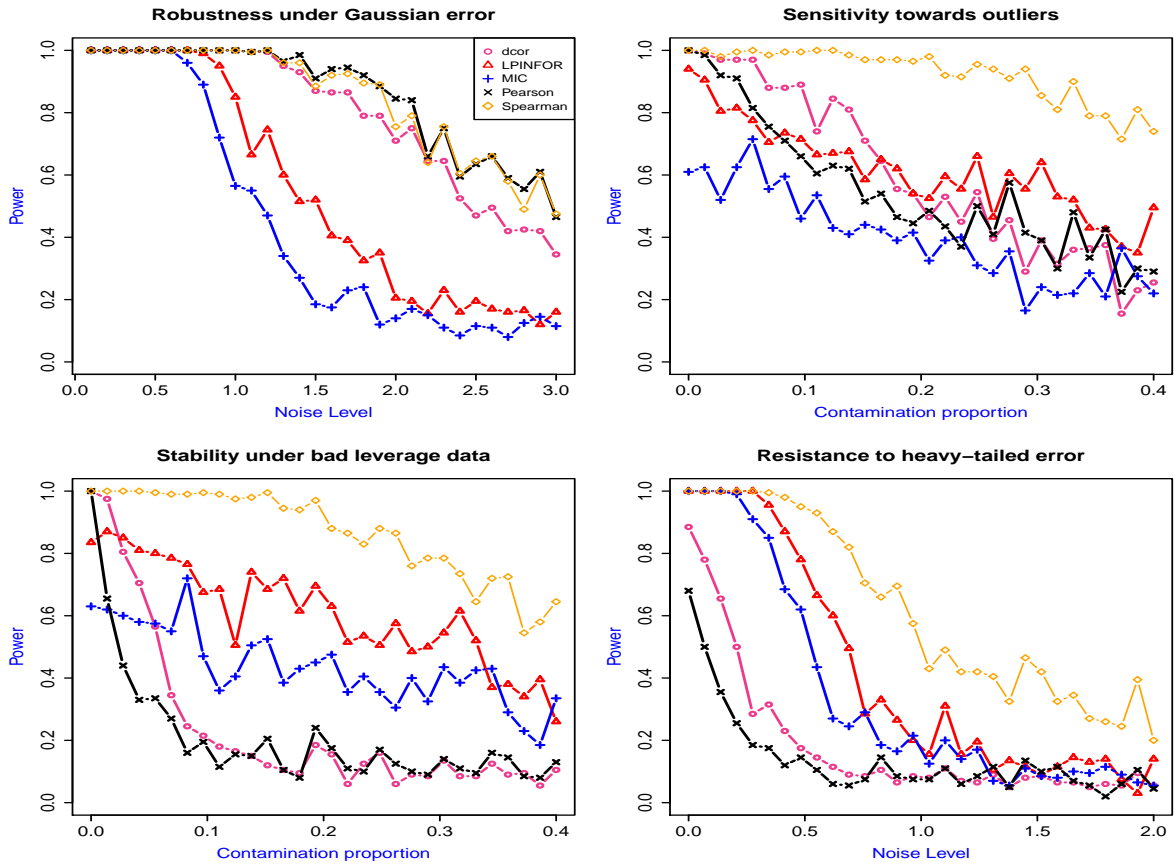 Robustness under Gaussian error
Power
0.0 0.2 0.4 0.6 0.8 1.0
dcor
LPINFOR
MIC
Pearson
Spearman
0.0 0.5 1.0 1.5 2.0 2.5 3.0
Noise Level
Sensitivity towards outliers
Power
0.0 0.2 0.4 0.6 0.8 1.0
0.0 0.1 0.2 0.3 0.4
Contamination proportion
Stability under bad leverage data
Power
0.0 0.2 0.4 0.6 0.8 1.0
0.0 0.1 0.2 0.3 0.4
Contamination proportion
Resistance to heavy−tailed error
Power
0.0 0.2 0.4 0.6 0.8 1.0
0.0 0.5 1.0 1.5 2.0
Noise Level